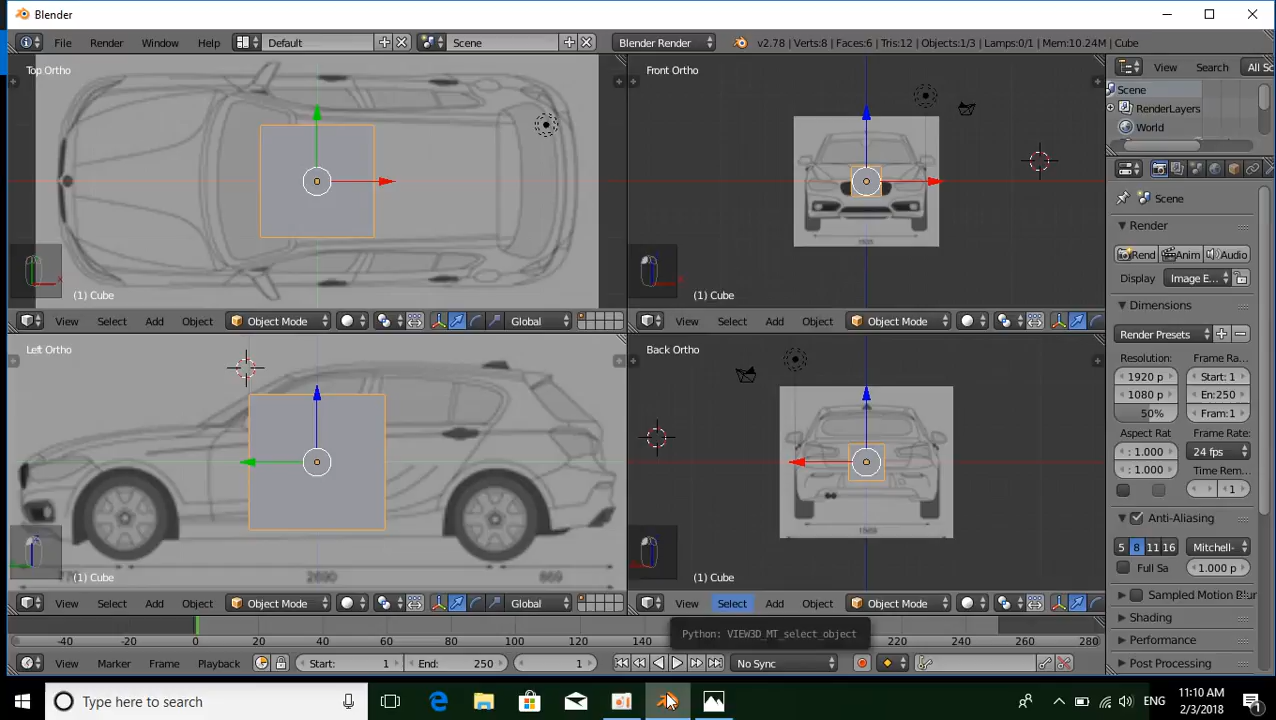 Blender
File Render Window Help Default Scene Blender Render v2.78 | Verts:8 | Faces:6 | Tris:12 | Objects:1/3 | Lamps:0/1 | Mem:10.24M | Cube
View Search All Sc
Top Ortho
(1) Cube
View Select Add Object Object Mode Global
Front Ortho
(1) Cube
View Select Add Object Object Mode
Left Ortho
2690
869
(1) Cube
View Select Add Object Object Mode Global
Back Ortho
(1) Cube
View Select Add Object Object Mode
Python: VIEW3D_MT_select_object
Scene
RenderLayers
World
Scene
Render
Rend Anim Audio
Display Image E...
Dimensions
Render Presets
Resolution: Frame Ra...
1920 p Start: 1
1080 p En:250
50% Fram:1
Aspect Rat Frame Rate:
: 1.000 24 fps
: 1.000 Time Rem...
1
Anti-Aliasing
5 8 11 16 Mitchell-
Full Sa 1.000 p
Sampled Motion Blur
Shading
Performance
Post Processing
-40 -20 0 20 40 60 80 100 120 140 220 240 260 280
View Marker Frame Playback Start: 1 End: 250 1 No Sync
Type here to search
ENG
11:10 AM
2/3/2018
1